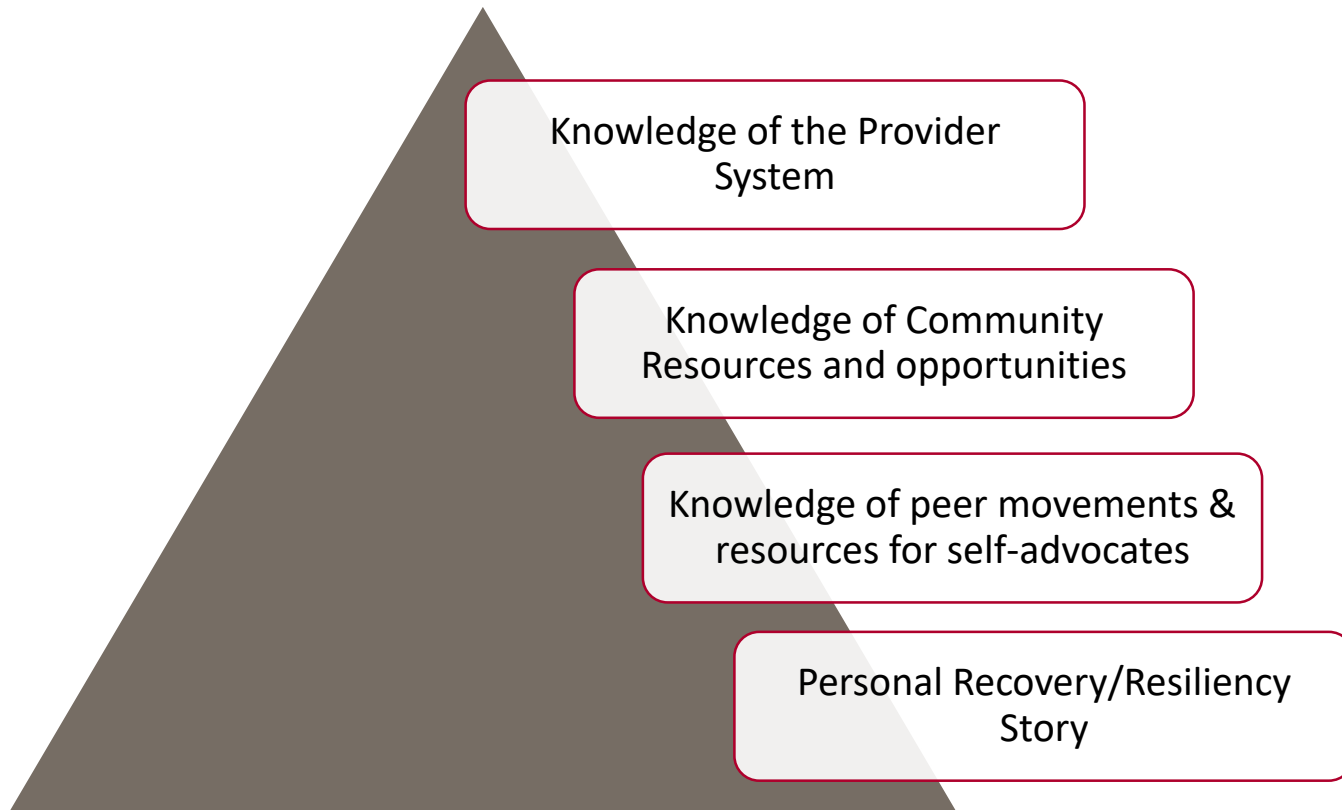 Knowledge of the Provider
System
Knowledge of Community
Resources and opportunities
Knowledge of peer movements &
resources for self-advocates
Personal Recovery/Resiliency
Story